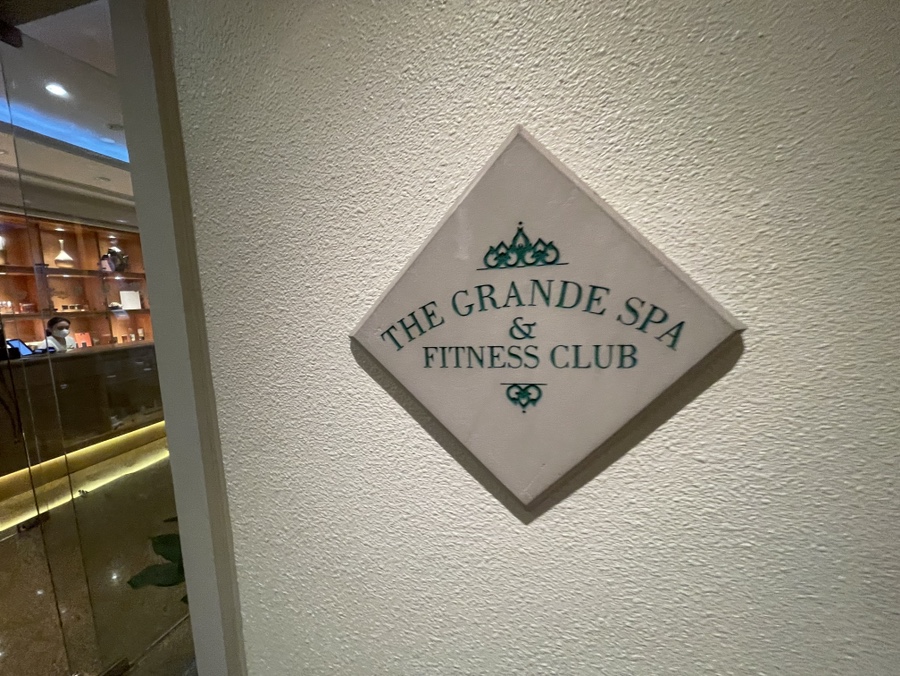 THE GRANDE SPA
&
FITNESS CLUB